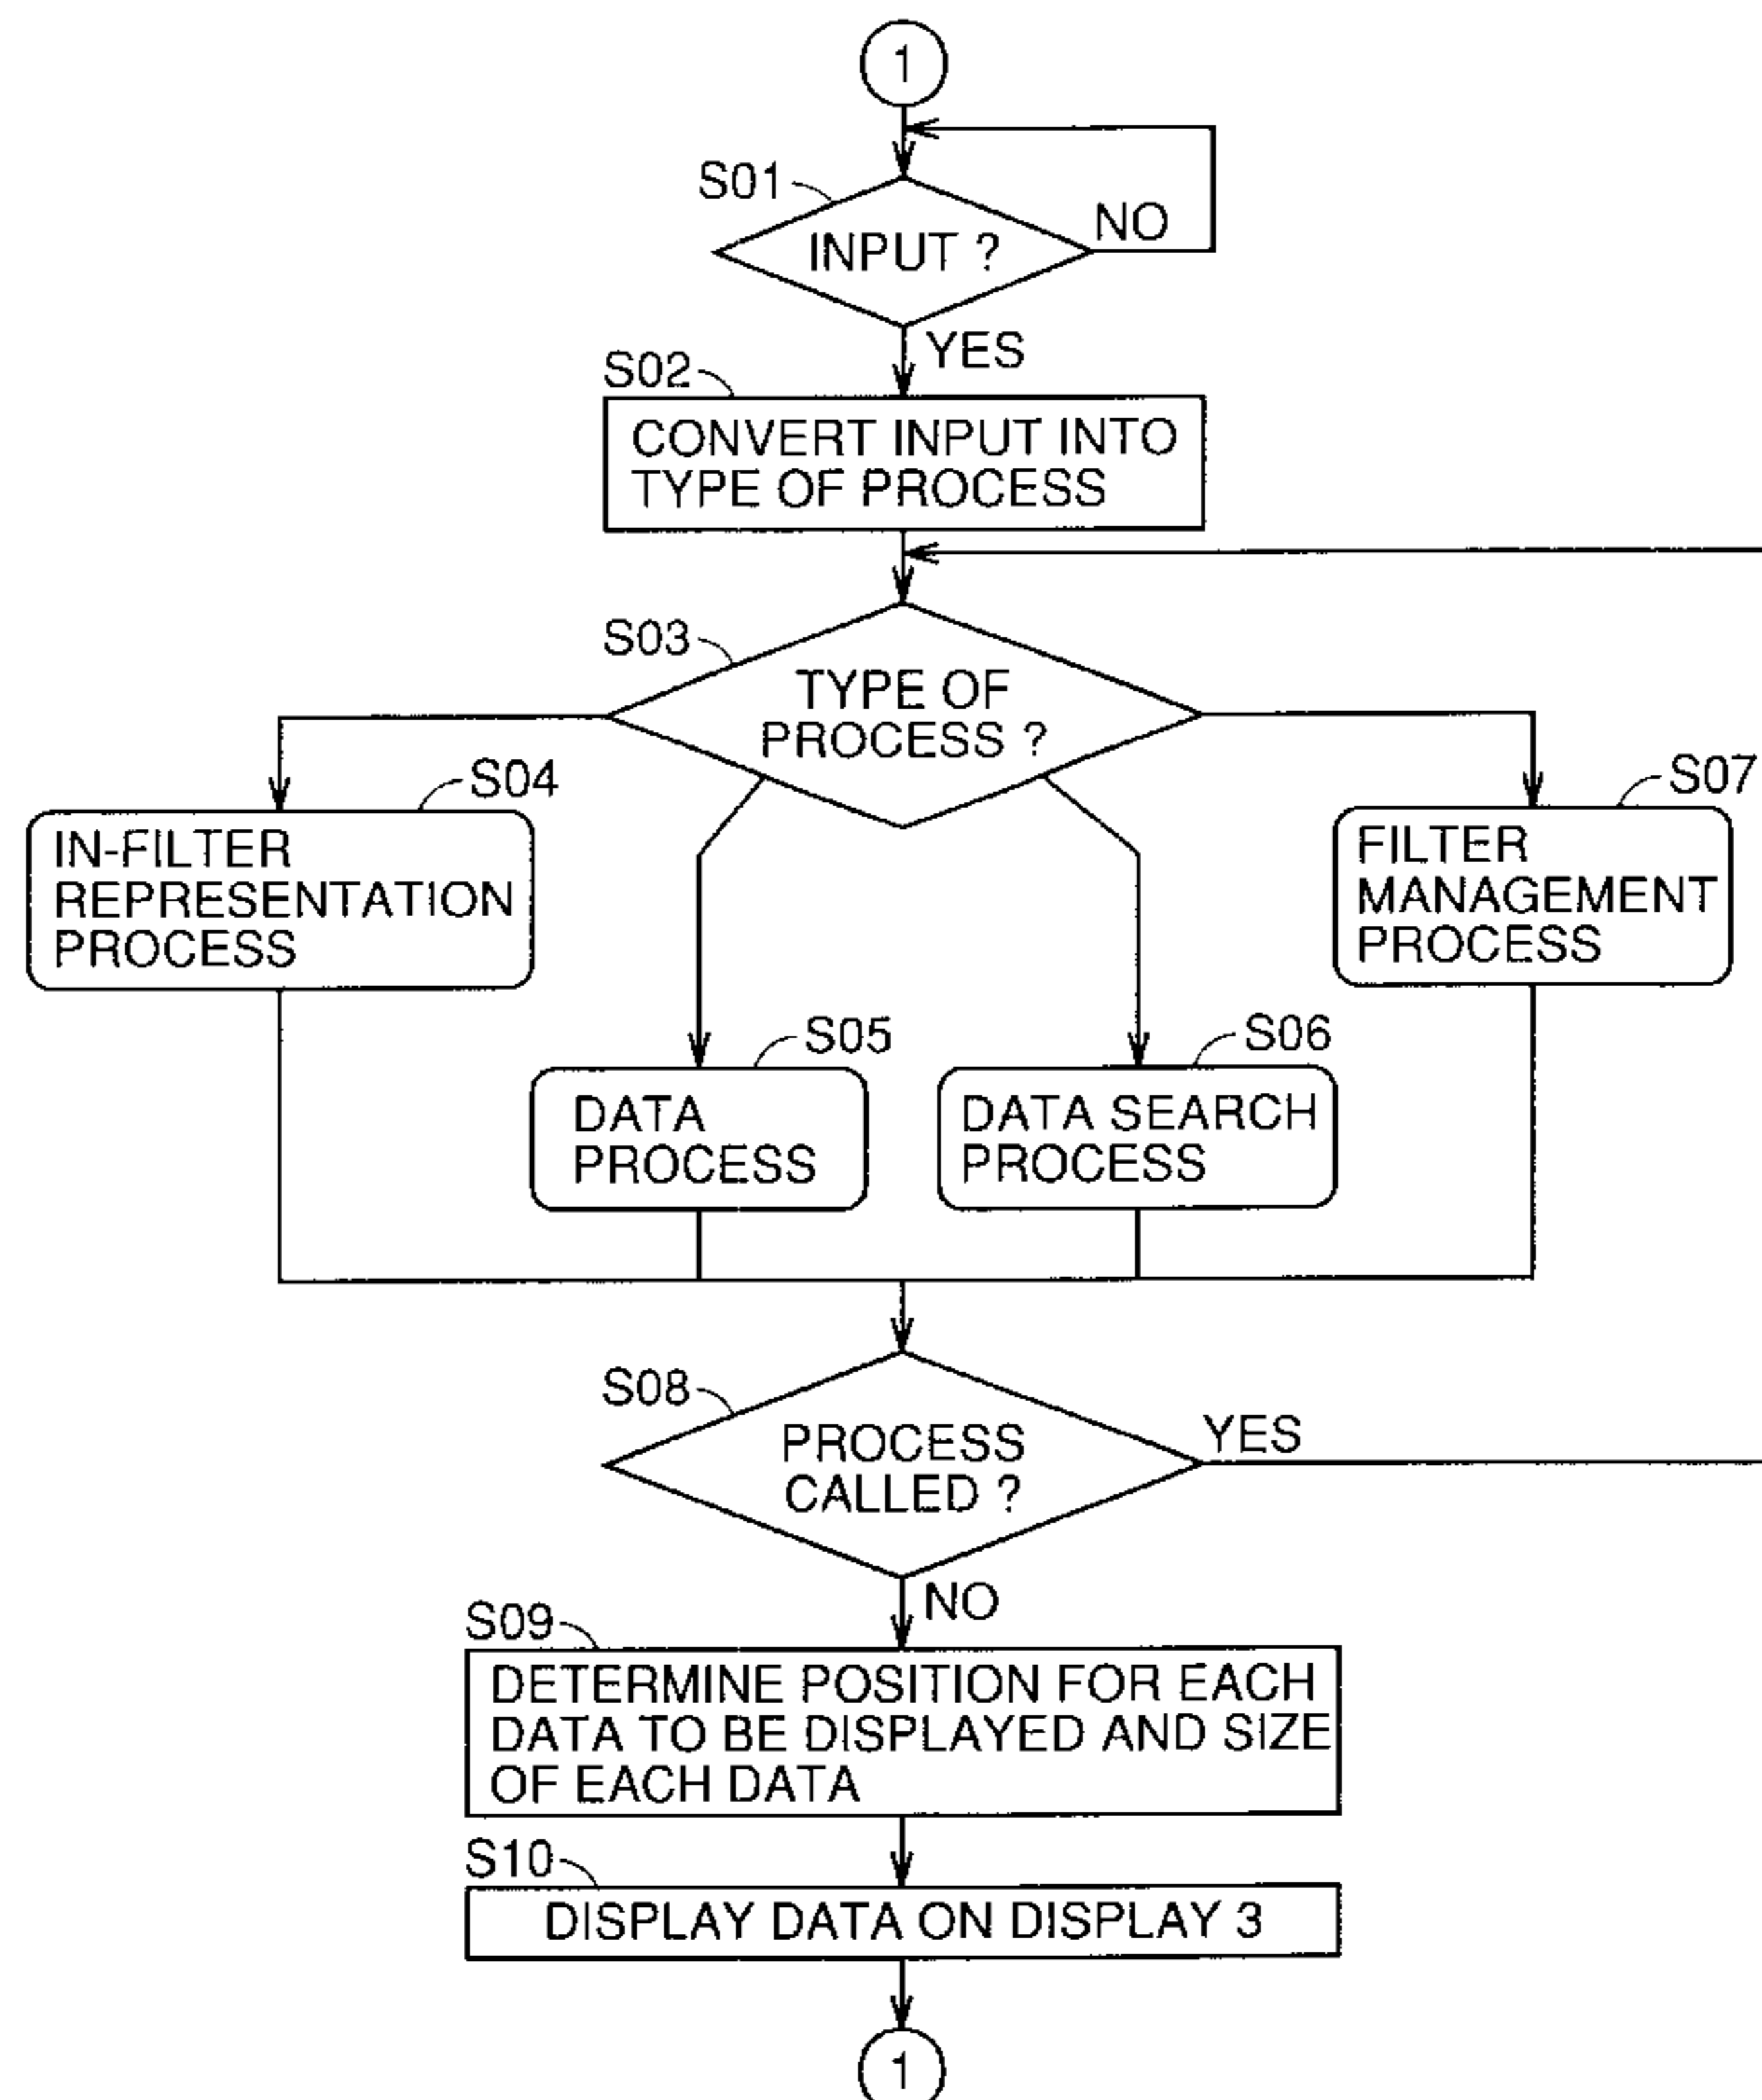 1
S01
INPUT ?
NO
YES
S02
CONVERT INPUT INTO
TYPE OF PROCESS
S03
TYPE OF
PROCESS ?
S04
IN-FILTER
REPRESENTATION
PROCESS
S07
FILTER
MANAGEMENT
PROCESS
S05
DATA
PROCESS
S06
DATA SEARCH
PROCESS
S08
PROCESS
CALLED ?
YES
NO
S09
DETERMINE POSITION FOR EACH
DATA TO BE DISPLAYED AND SIZE
OF EACH DATA
S10
DISPLAY DATA ON DISPLAY 3
1